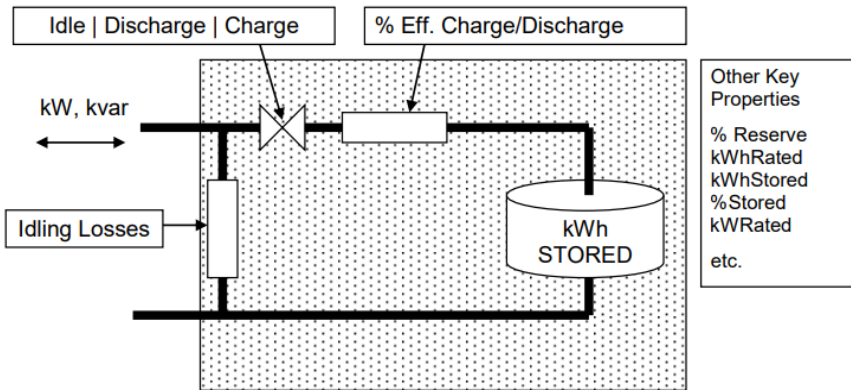 Idle | Discharge | Charge
% Eff. Charge/Discharge
kW, kvar
Idling Losses
kWh
STORED
Other Key
Properties
% Reserve
kWhRated
kWhStored
%Stored
kWRated
etc.